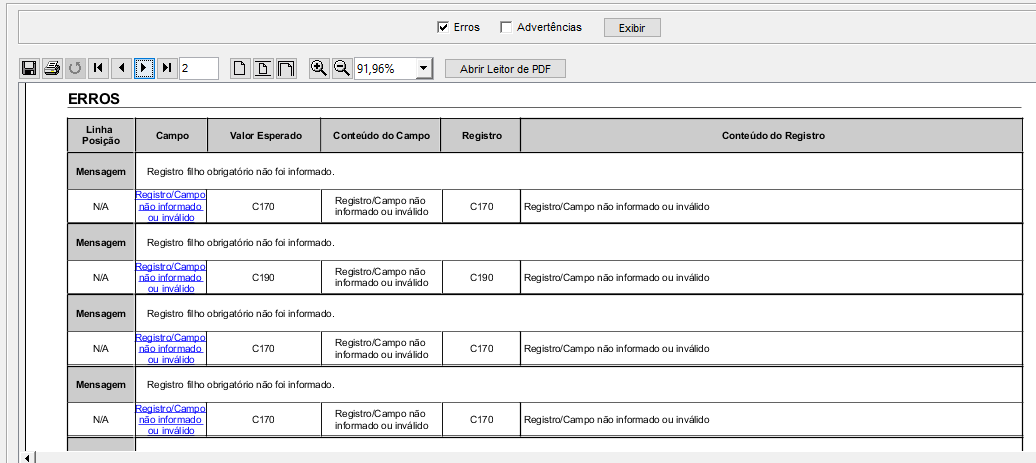 Erros Advertências Exibir
2 91,96% Abrir Leitor de PDF
ERROS
Linha
Posição
Campo
Valor Esperado
Conteúdo do Campo
Registro
Conteúdo do Registro
Mensagem
Registro filho obrigatório não foi informado.
N/A
Registro/Campo
não informado
ou inválido
C170
Registro/Campo não
informado ou inválido
C170
Registro/Campo não informado ou inválido
Mensagem
Registro filho obrigatório não foi informado.
N/A
Registro/Campo
não informado
ou inválido
C190
Registro/Campo não
informado ou inválido
C190
Registro/Campo não informado ou inválido
Mensagem
Registro filho obrigatório não foi informado.
N/A
Registro/Campo
não informado
ou inválido
C170
Registro/Campo não
informado ou inválido
C170
Registro/Campo não informado ou inválido
Mensagem
Registro filho obrigatório não foi informado.
N/A
Registro/Campo
não informado
ou inválido
C170
Registro/Campo não
informado ou inválido
C170
Registro/Campo não informado ou inválido